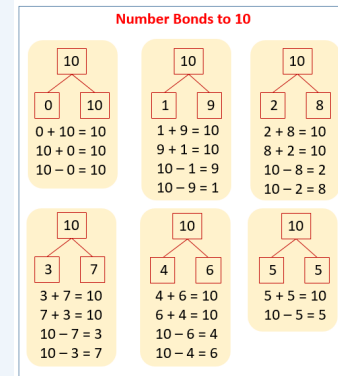 Number Bonds to 10
10
0 10
0 + 10 = 10
10 + 0 = 10
10 – 0 = 10
10
1 9
1 + 9 = 10
9 + 1 = 10
10 – 1 = 9
10 – 9 = 1
10
2 8
2 + 8 = 10
8 + 2 = 10
10 – 8 = 2
10 – 2 = 8
10
3 7
3 + 7 = 10
7 + 3 = 10
10 – 7 = 3
10 – 3 = 7
10
4 6
4 + 6 = 10
6 + 4 = 10
10 – 6 = 4
10 – 4 = 6
10
5 5
5 + 5 = 10
10 – 5 = 5